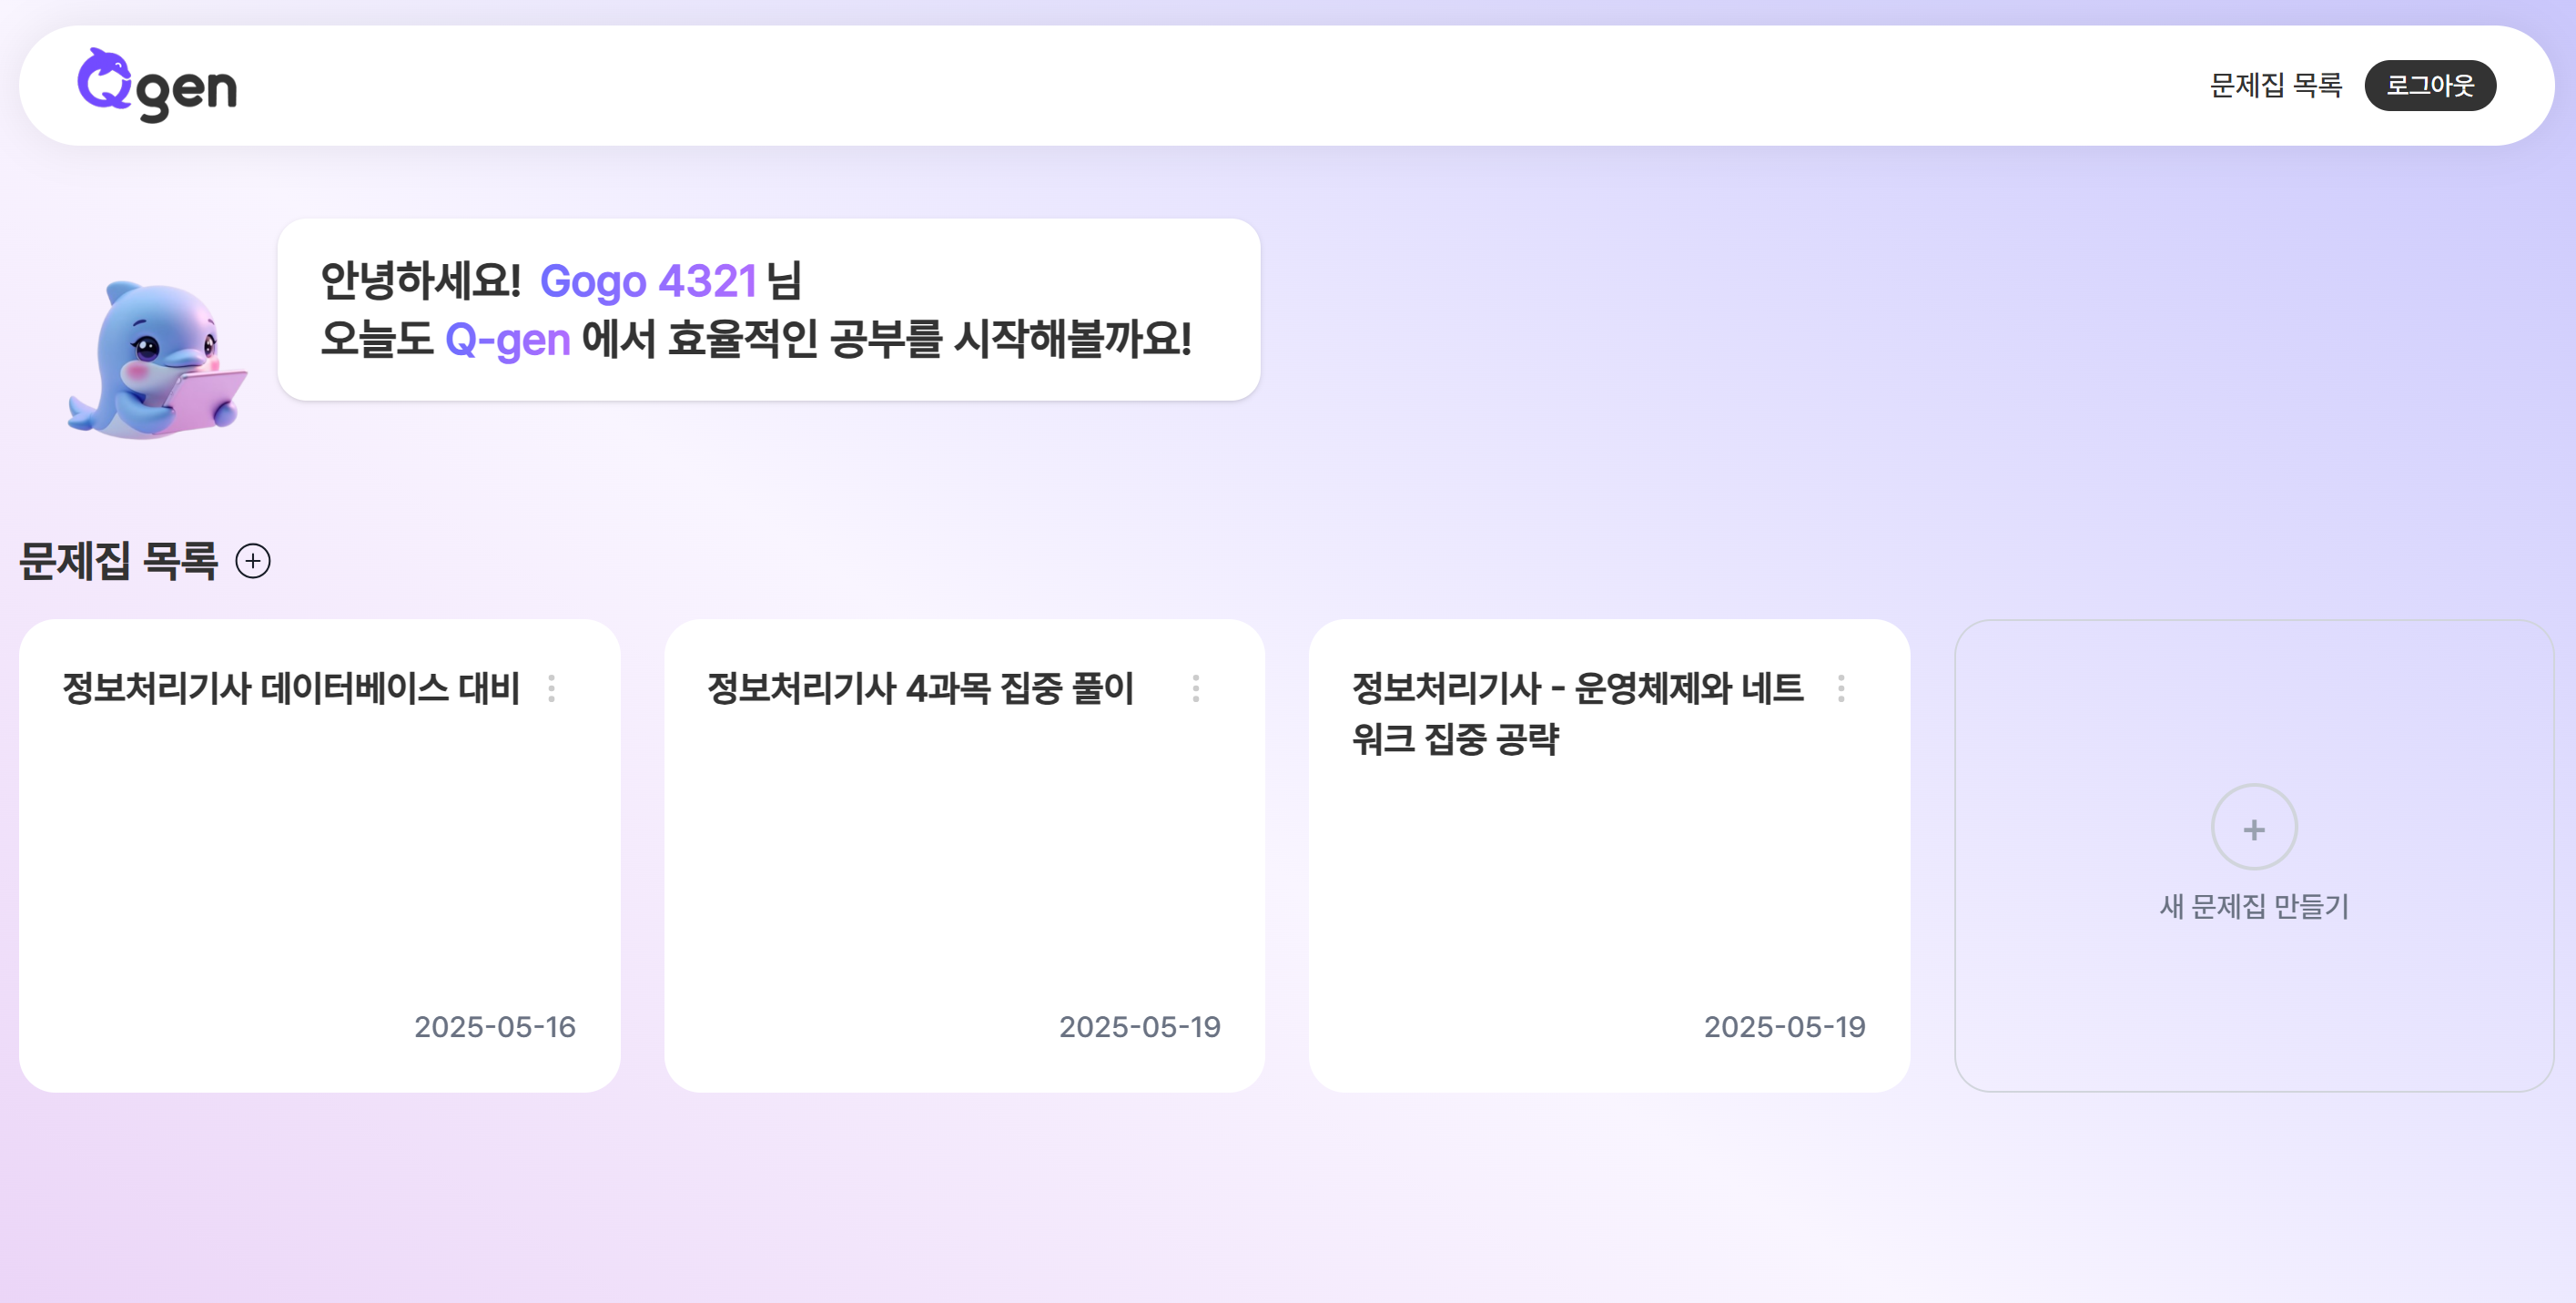 Qgen
문제집 목록
로그아웃
안녕하세요! Gogo 4321 님
오늘도 Q-gen 에서 효율적인 공부를 시작해볼까요!
문제집 목록
정보처리기사 데이터베이스 대비
2025-05-16
정보처리기사 4과목 집중 풀이
2025-05-19
정보처리기사 - 운영체제와 네트
워크 집중 공략
2025-05-19
+
새 문제집 만들기